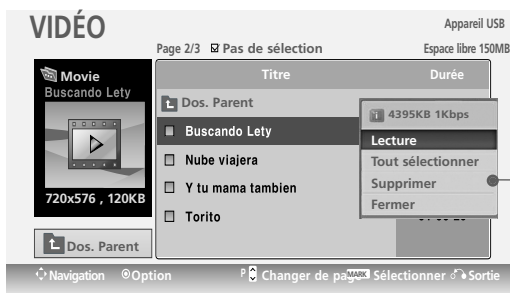 VIDÉO
Appareil USB
Page 2/3 Pas de sélection
Espace libre 150MB
Movie
Buscando Lety
720x576 , 120KB
Dos. Parent
Titre Durée
Dos. Parent
Buscando Lety
Nube viajera
Y tu mama tambien
Torito
4395KB 1Kbps
Lecture
Tout sélectionner
Supprimer
Fermer
Navigation Option P Changer de page MARK Sélectionner Sortie